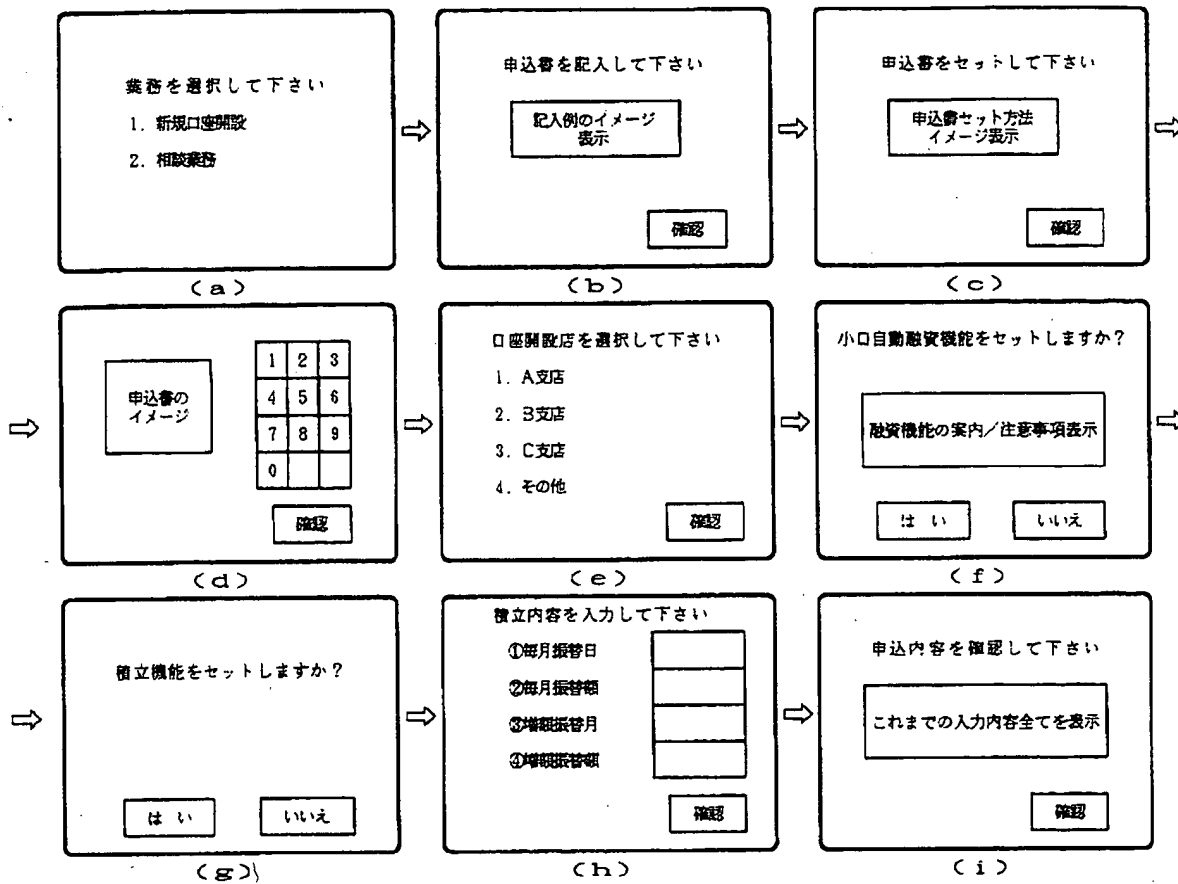 業務を選択して下さい
1. 新規口座開設
2. 相談業務
(a)
申込書を記入して下さい
記入例のイメージ
表示
確認
(b)
申込書をセットして下さい
申込書セット方法
イメージ表示
確認
(c)
申込書の
イメージ
1 2 3
4 5 6
7 8 9
0
確認
(d)
口座開設店を選択して下さい
1. A支店
2. B支店
3. C支店
4. その他
確認
(e)
小口自動融資機能をセットしますか?
融資機能の案内/注意事項表示
はい
いいえ
(f)
積立機能をセットしますか?
はい
いいえ
(g)
積立内容を入力して下さい
①毎月振替日
②毎月振替額
③増額振替月
④増額振替額
確認
(h)
申込内容を確認して下さい
これまでの入力内容全てを表示
確認
(i)